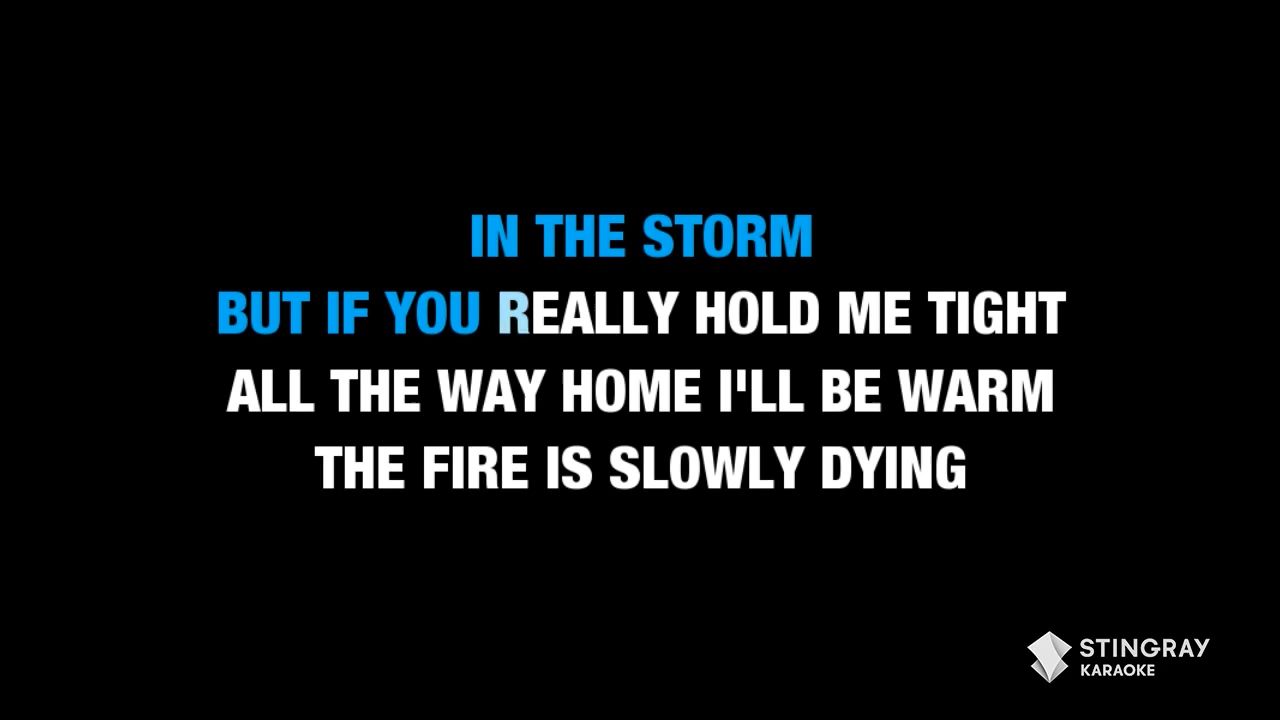 IN THE STORM
BUT IF YOU REALLY HOLD ME TIGHT
ALL THE WAY HOME I'LL BE WARM
THE FIRE IS SLOWLY DYING
STINGRAY
KARAOKE